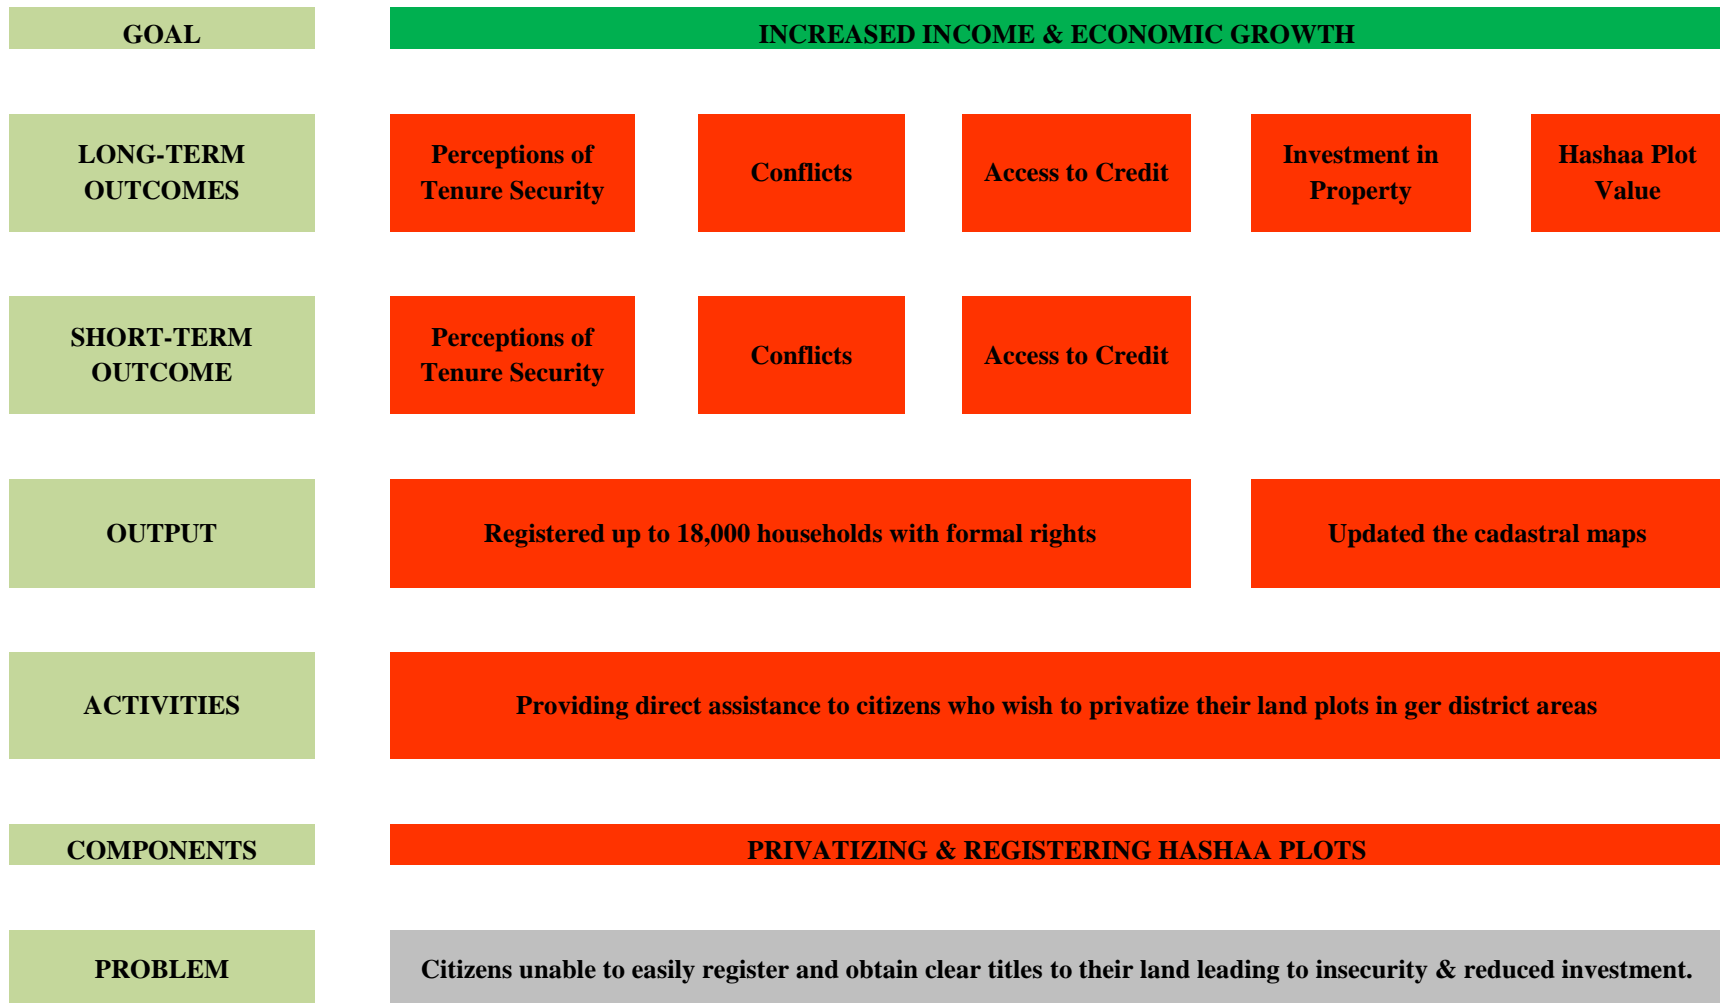 GOAL
INCREASED INCOME & ECONOMIC GROWTH
LONG-TERM
OUTCOMES
Perceptions of
Tenure Security
Conflicts
Access to Credit
Investment in
Property
Hashaa Plot
Value
SHORT-TERM
OUTCOME
Perceptions of
Tenure Security
Conflicts
Access to Credit
OUTPUT
Registered up to 18,000 households with formal rights
Updated the cadastral maps
ACTIVITIES
Providing direct assistance to citizens who wish to privatize their land plots in ger district areas
COMPONENTS
PRIVATIZING & REGISTERING HASHAA PLOTS
PROBLEM
Citizens unable to easily register and obtain clear titles to their land leading to insecurity & reduced investment.